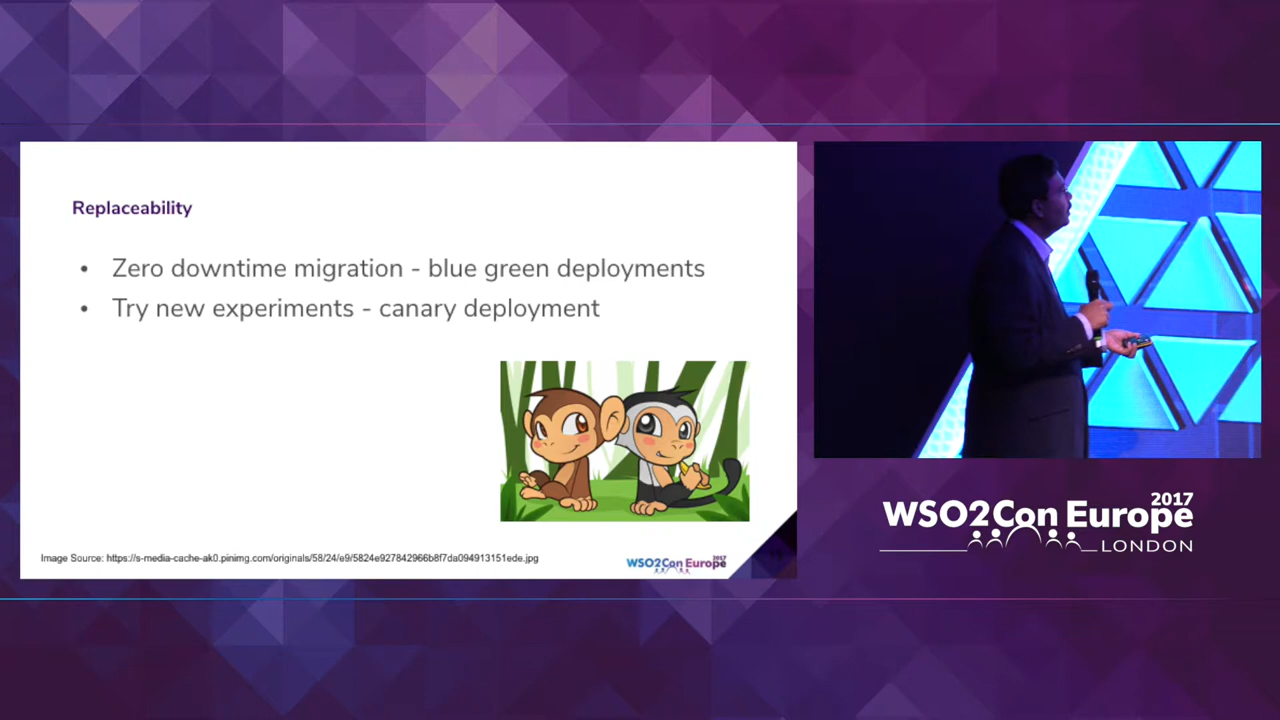 Replaceability
• Zero downtime migration - blue green deployments
• Try new experiments - canary deployment
Image Source: https://s-media-cache-ak0.pinimg.com/originals/58/24/e9/5824e927842966b8f7da094913151ede.jpg
WSO2Con Europe 2017
2017
WSO2Con Europe
LONDON